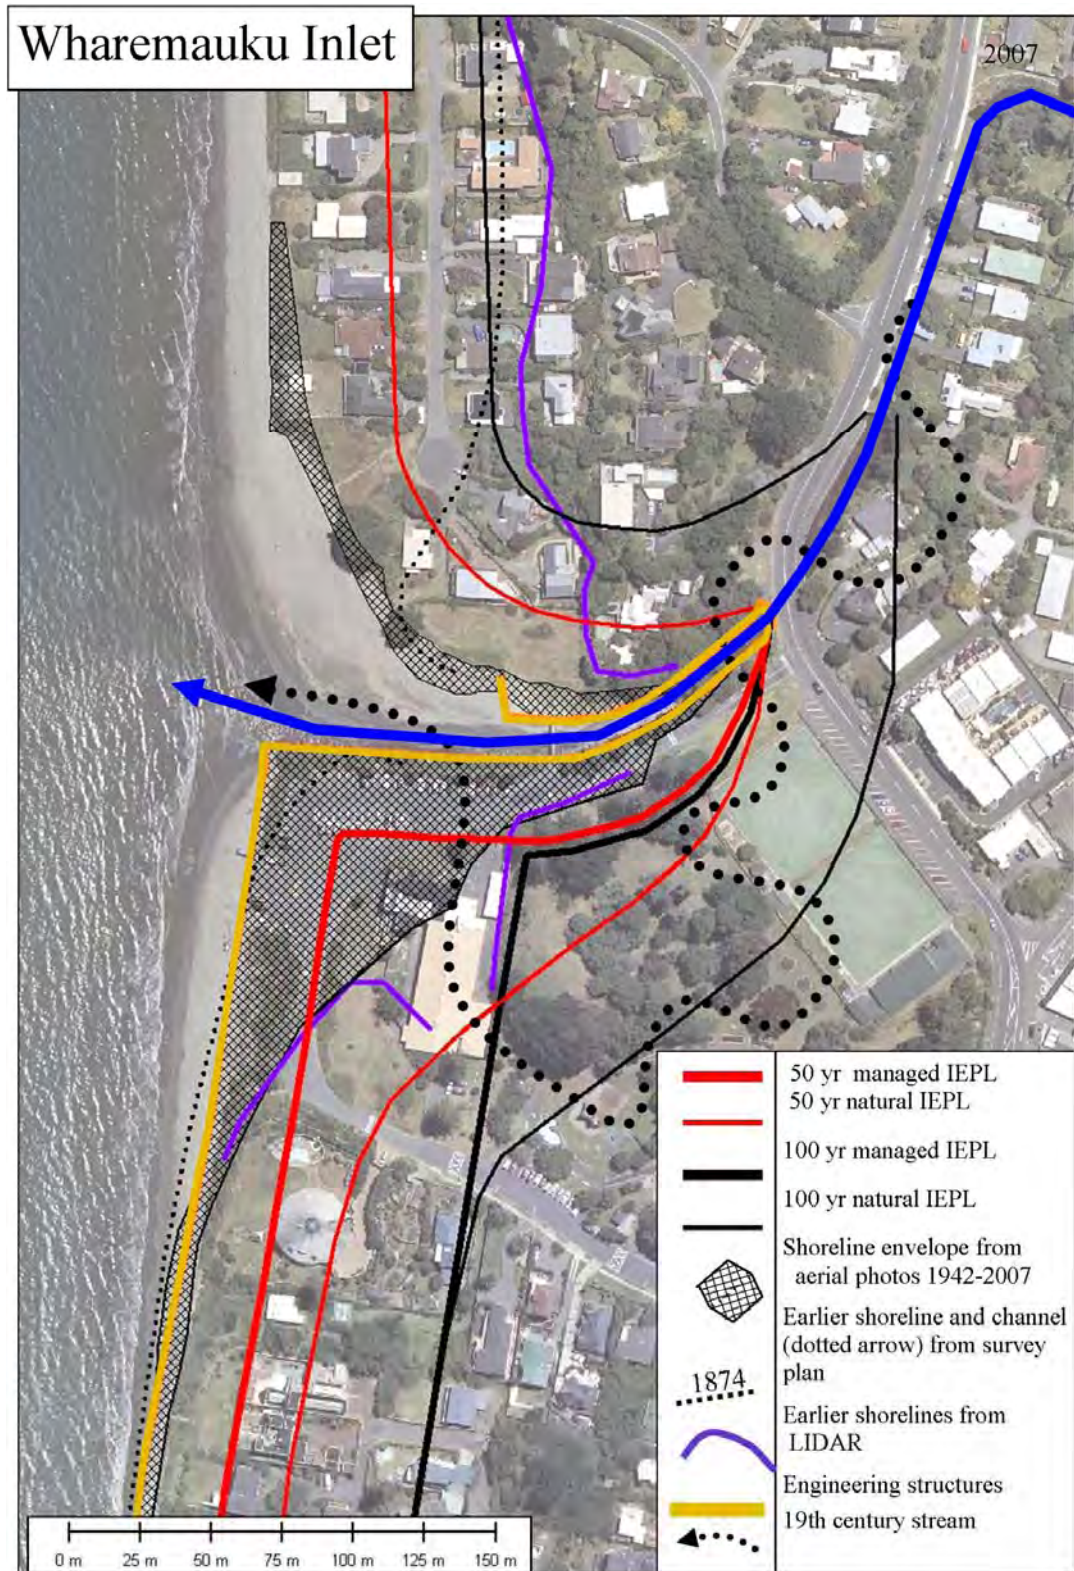 Wharemauku Inlet
2007
50 yr managed IEPL
50 yr natural IEPL
100 yr managed IEPL
100 yr natural IEPL
Shoreline envelope from
aerial photos 1942-2007
Earlier shoreline and channel
(dotted arrow) from survey
plan
1874
Earlier shorelines from
LIDAR
Engineering structures
19th century stream
0 m 25 m 50 m 75 m 100 m 125 m 150 m